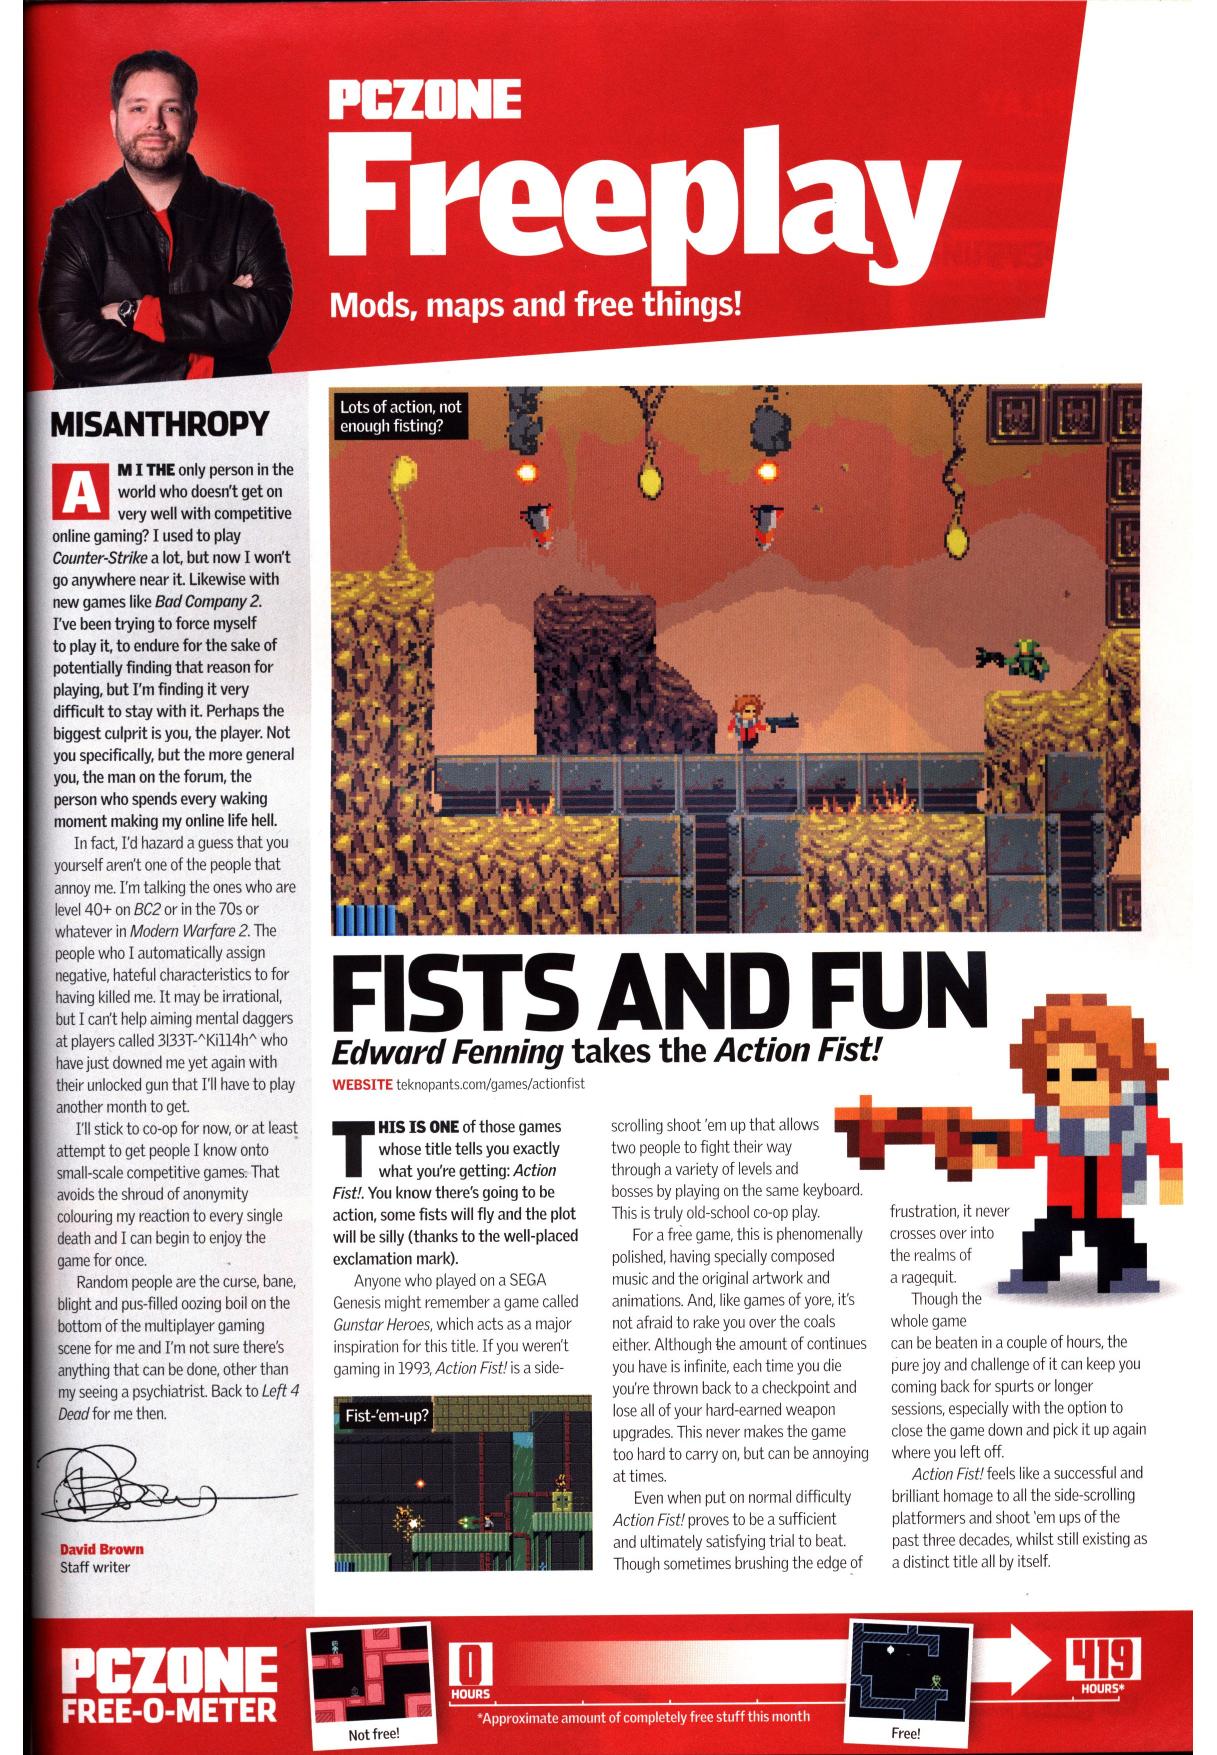 PCZONE
Freeplay
Mods, maps and free things!
MISANTHROPY
AM I THE only person in the
world who doesn't get on
very well with competitive
online gaming? I used to play
Counter-Strike a lot, but now I won't
go anywhere near it. Likewise with
new games like Bad Company 2.
I've been trying to force myself
to play it, to endure for the sake of
potentially finding that reason for
playing, but I'm finding it very
difficult to stay with it. Perhaps the
biggest culprit is you, the player. Not
you specifically, but the more general
you, the man on the forum, the
person who spends every waking
moment making my online life hell.
In fact, I'd hazard a guess that you
yourself aren't one of the people that
annoy me. I'm talking the ones who are
level 40+ on BC2 or in the 70s or
whatever in Modern Warfare 2. The
people who I automatically assign
negative, hateful characteristics to for
having killed me. It may be irrational,
but I can't help aiming mental daggers
at players called 3l33T-^Ki114h^ who
have just downed me yet again with
their unlocked gun that I'll have to play
another month to get.
I'll stick to co-op for now, or at least
attempt to get people I know onto
small-scale competitive games. That
avoids the shroud of anonymity
colouring my reaction to every single
death and I can begin to enjoy the
game for once.
Random people are the curse, bane,
blight and pus-filled oozing boil on the
bottom of the multiplayer gaming
scene for me and I'm not sure there's
anything that can be done, other than
my seeing a psychiatrist. Back to Left 4
Dead for me then.
David Brown
Staff writer
Lots of action, not
enough fisting?
FISTS AND FUN
Edward Fenning takes the Action Fist!
WEBSITE teknopants.com/games/actionfist
THIS IS ONE of those games
whose title tells you exactly
what you're getting: Action
Fist!. You know there's going to be
action, some fists will fly and the plot
will be silly (thanks to the well-placed
exclamation mark).
Anyone who played on a SEGA
Genesis might remember a game called
Gunstar Heroes, which acts as a major
inspiration for this title. If you weren't
gaming in 1993, Action Fist! is a side-
Fist-'em-up?
scrolling shoot 'em up that allows
two people to fight their way
through a variety of levels and
bosses by playing on the same keyboard.
This is truly old-school co-op play.
For a free game, this is phenomenally
polished, having specially composed
music and the original artwork and
animations. And, like games of yore, it's
not afraid to rake you over the coals
either. Although the amount of continues
you have is infinite, each time you die
you're thrown back to a checkpoint and
lose all of your hard-earned weapon
upgrades. This never makes the game
too hard to carry on, but can be annoying
at times.
Even when put on normal difficulty
Action Fist! proves to be a sufficient
and ultimately satisfying trial to beat.
Though sometimes brushing the edge of
frustration, it never
crosses over into
the realms of
a ragequit.
Though the
whole game
can be beaten in a couple of hours, the
pure joy and challenge of it can keep you
coming back for spurts or longer
sessions, especially with the option to
close the game down and pick it up again
where you left off.
Action Fist! feels like a successful and
brilliant homage to all the side-scrolling
platformers and shoot 'em ups of the
past three decades, whilst still existing as
a distinct title all by itself.
PCZONE
FREE-O-METER
Not free!
0
HOURS
*Approximate amount of completely free stuff this month
Free!
419
HOURS*